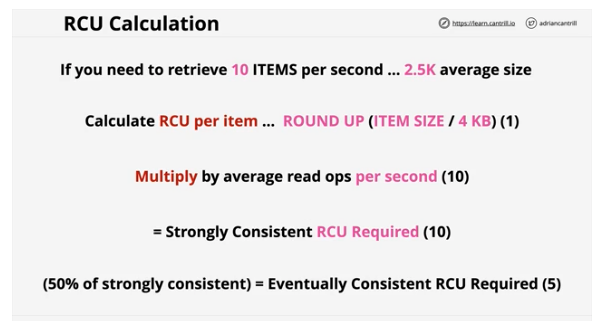 RCU Calculation
https://learn.cantrill.io adriancantrill
If you need to retrieve 10 ITEMS per second ... 2.5K average size
Calculate RCU per item ... ROUND UP (ITEM SIZE / 4 KB) (1)
Multiply by average read ops per second (10)
= Strongly Consistent RCU Required (10)
(50% of strongly consistent) = Eventually Consistent RCU Required (5)